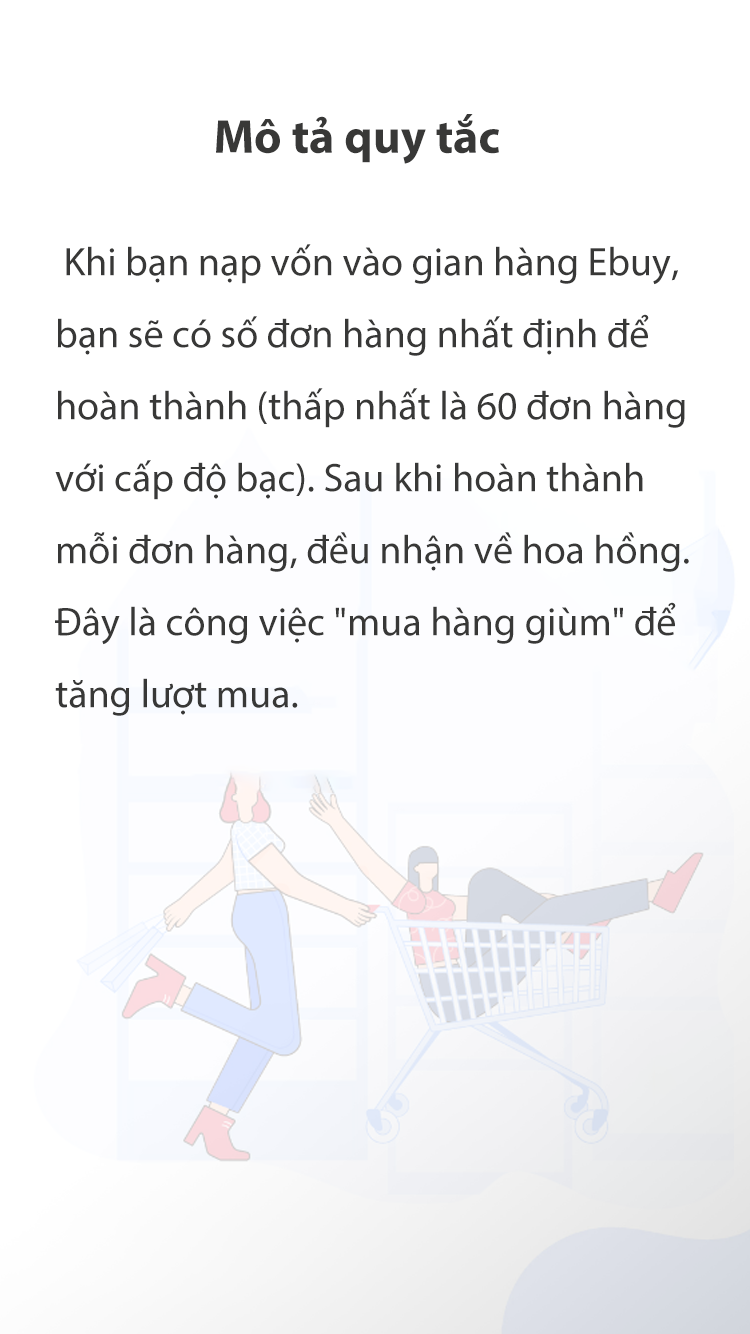 Mô tả quy tắc
Khi bạn nạp vốn vào gian hàng Ebuy,
bạn sẽ có số đơn hàng nhất định để
hoàn thành (thấp nhất là 60 đơn hàng
với cấp độ bạc). Sau khi hoàn thành
mỗi đơn hàng, đều nhận về hoa hồng.
Đây là công việc "mua hàng giùm" để
tăng lượt mua.